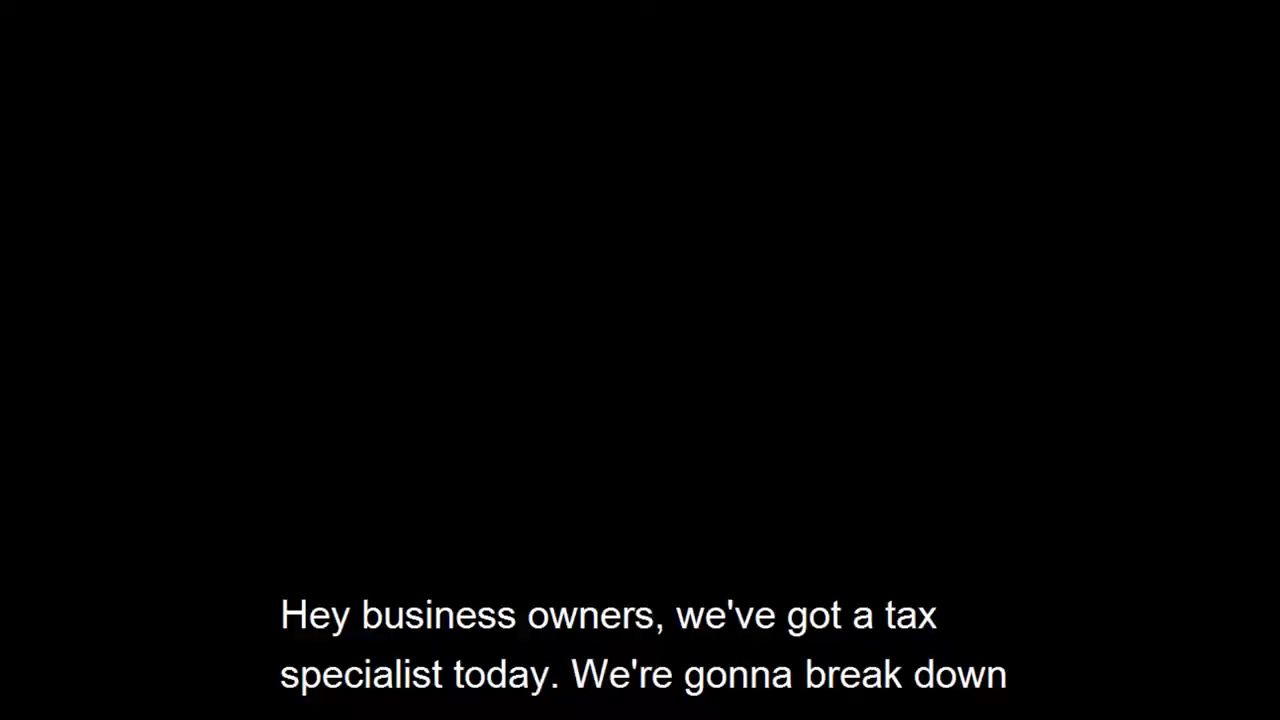 Hey business owners, we've got a tax
specialist today. We're gonna break down